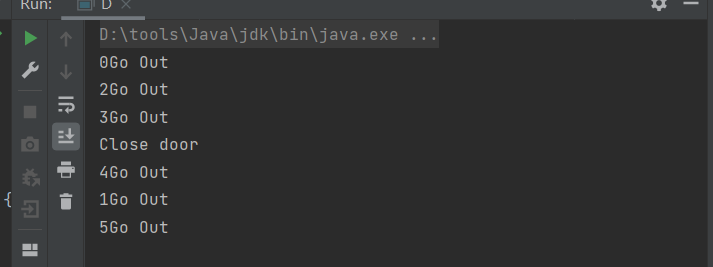 Run: D
D:\tools\Java\jdk\bin\java.exe ...
0Go Out
2Go Out
3Go Out
Close door
4Go Out
1Go Out
5Go Out
{